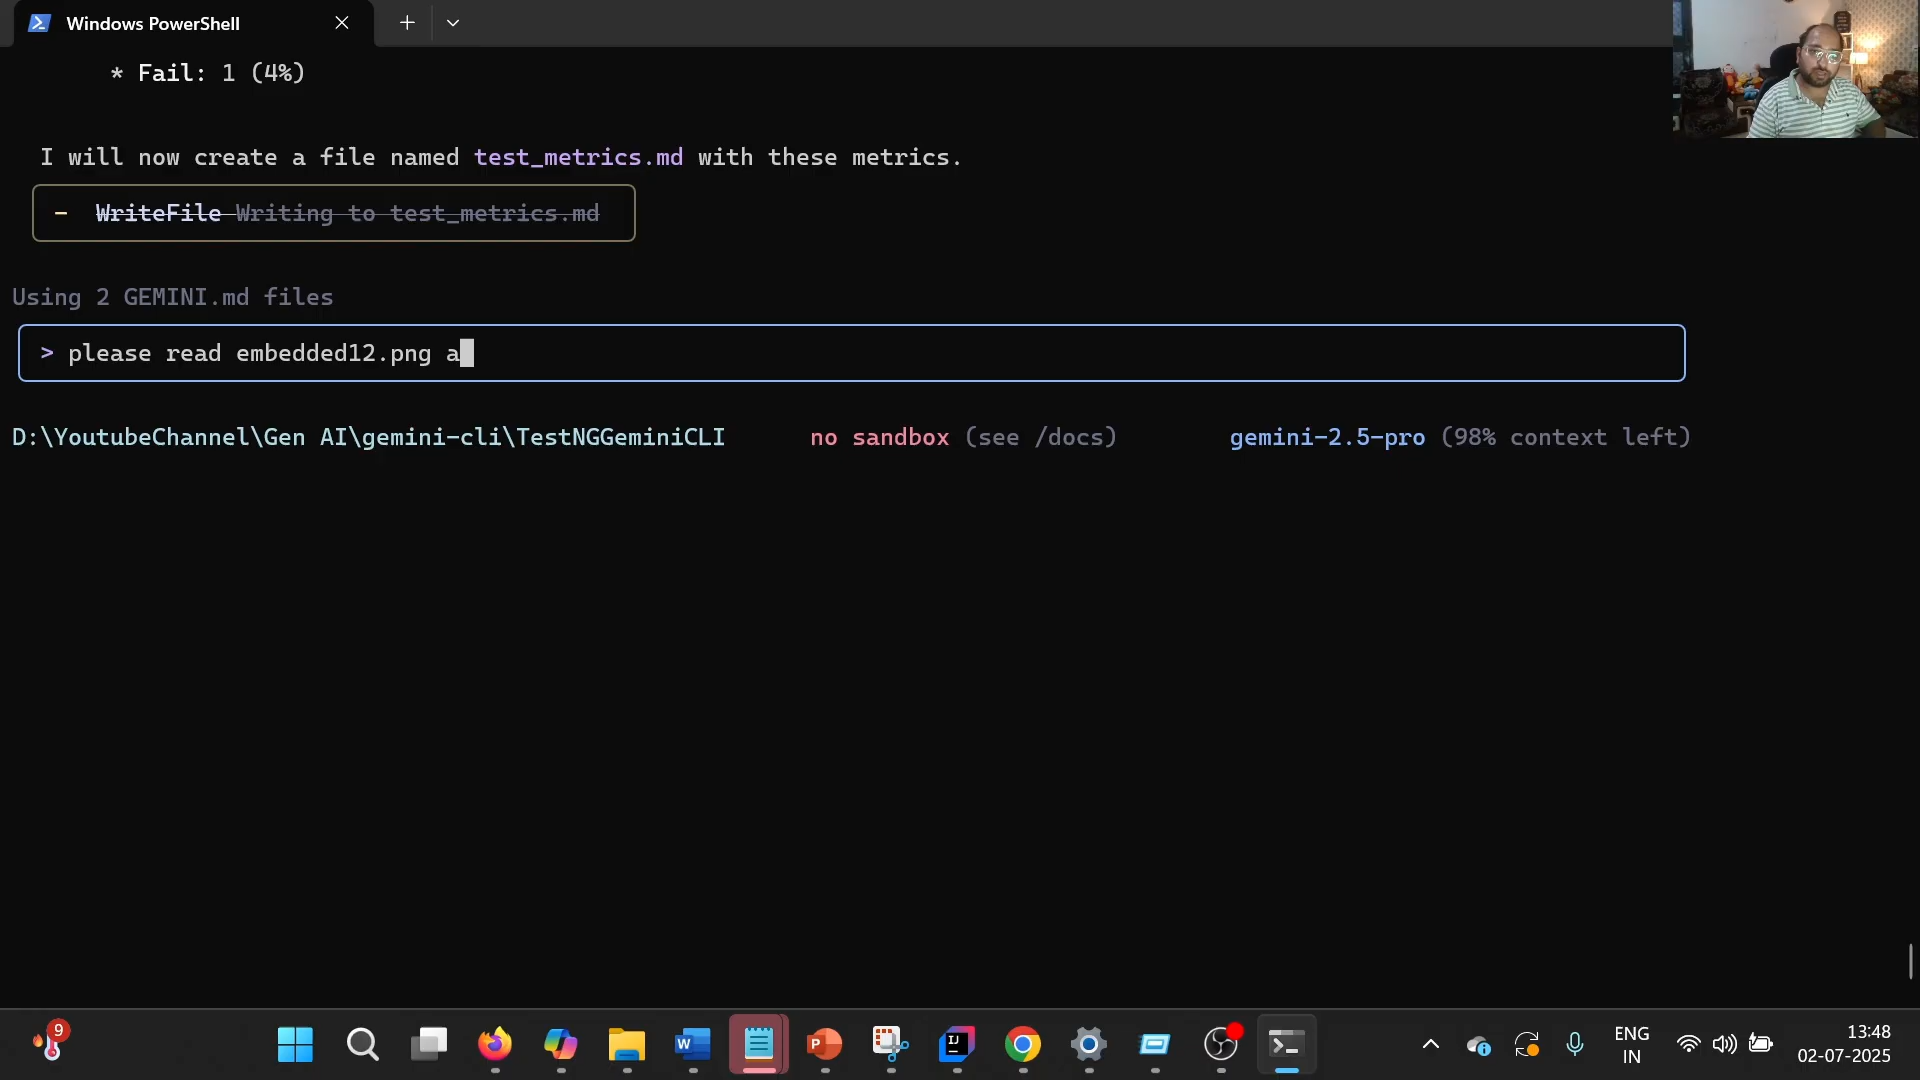 Windows PowerShell
* Fail: 1 (4%)
I will now create a file named test_metrics.md with these metrics.
- WriteFile Writing to test_metrics.md
Using 2 GEMINI.md files
> please read embedded12.png a
D:\YoutubeChannel\Gen AI\gemini-cli\TestNGGeminiCLI no sandbox (see /docs) gemini-2.5-pro (98% context left)
9
ENG
IN
13:48
02-07-2025